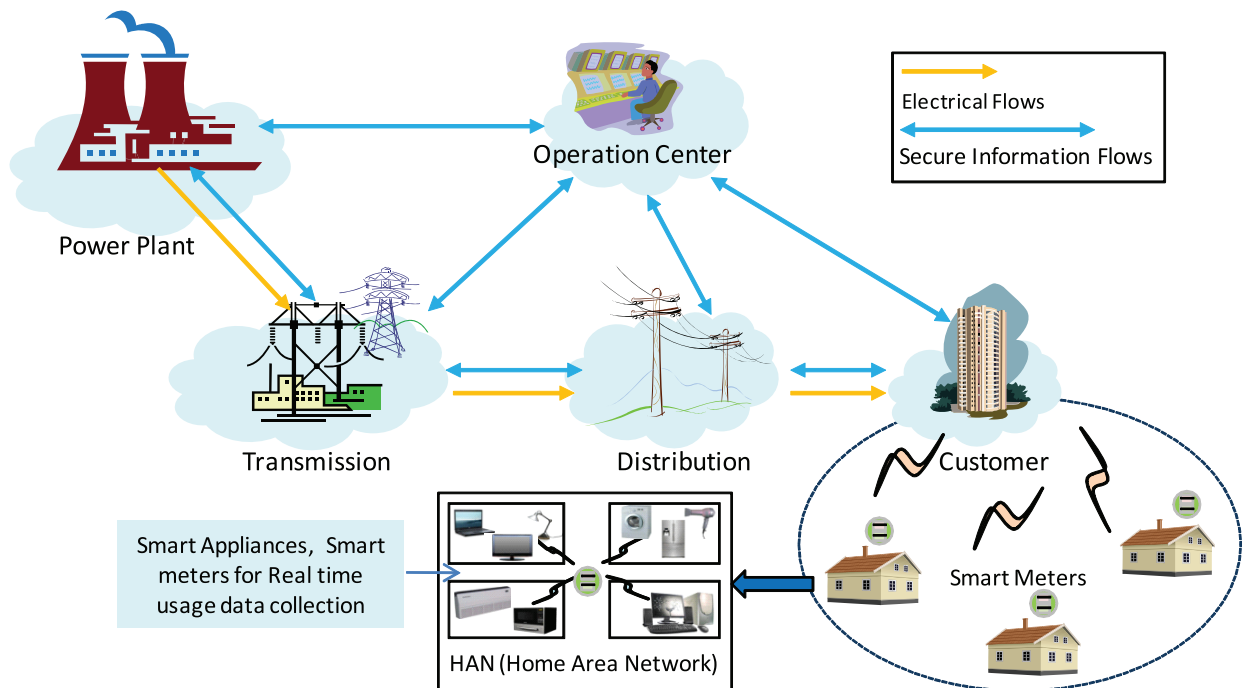 Operation Center
Electrical Flows
Secure Information Flows
Power Plant
Transmission
Distribution
Customer
Smart Appliances, Smart
meters for Real time
usage data collection
Smart Meters
HAN (Home Area Network)